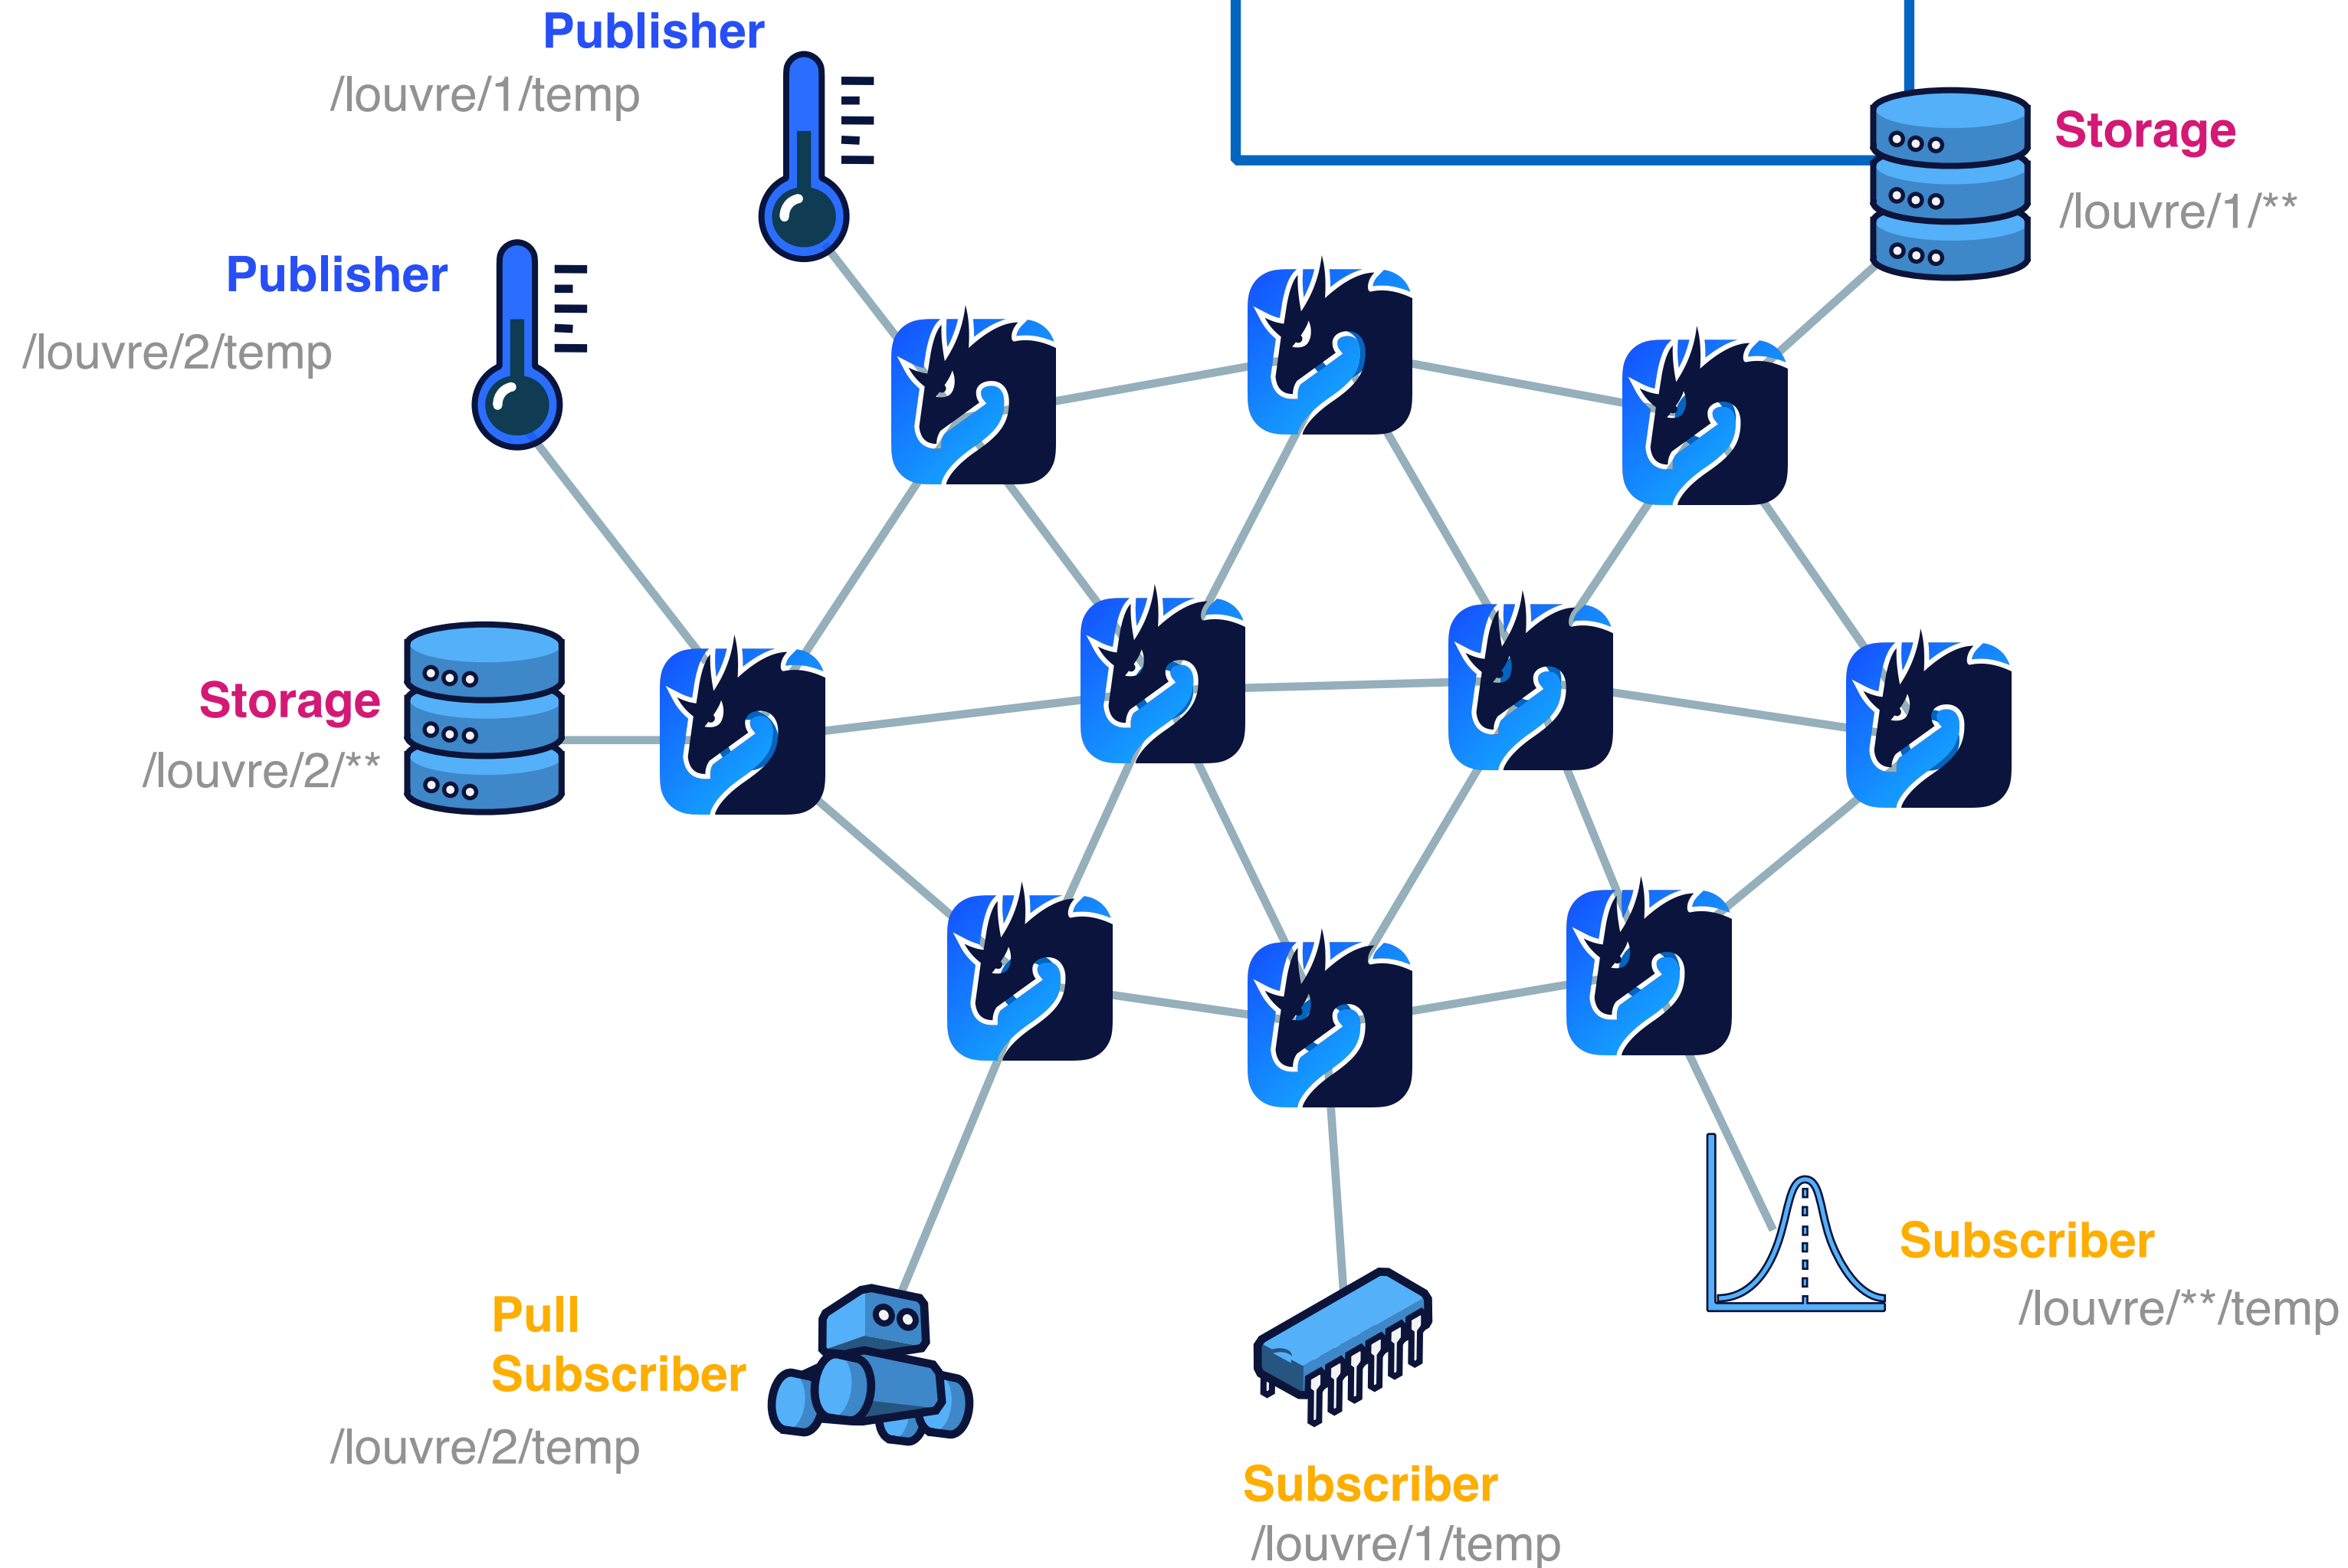 Publisher
/louvre/1/temp
Storage
/louvre/1/**
Publisher
/louvre/2/temp
Storage
/louvre/2/**
Subscriber
/louvre/**/temp
Pull
Subscriber
/louvre/2/temp
Subscriber
/louvre/1/temp